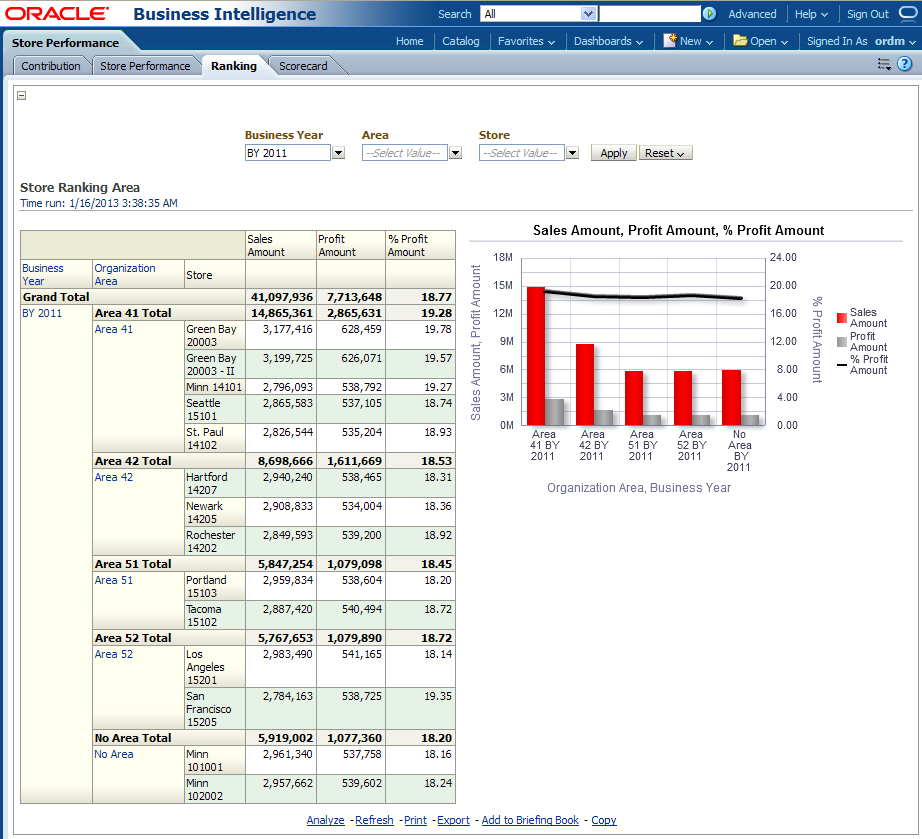 ORACLE® Business Intelligence Search All Advanced Help Sign Out
Store Performance Home Catalog Favorites Dashboards New Open Signed In As ordm
Contribution Store Performance Ranking Scorecard
Business Year Area Store
BY 2011 --Select Value-- --Select Value-- Apply Reset
Store Ranking Area
Time run: 1/16/2013 3:38:35 AM
Sales Amount Profit Amount % Profit Amount
Business Year Organization Area Store
Grand Total 41,097,936 7,713,648 18.77
BY 2011 Area 41 Total 14,865,361 2,865,631 19.28
Area 41 Green Bay 20003 3,177,416 628,459 19.78
Green Bay 20003 - II 3,199,725 626,071 19.57
Minn 14101 2,796,093 538,792 19.27
Seattle 15101 2,865,583 537,105 18.74
St. Paul 14102 2,826,544 535,204 18.93
Area 42 Total 8,698,666 1,611,669 18.53
Area 42 Hartford 14207 2,940,240 538,465 18.31
Newark 14205 2,908,833 534,004 18.36
Rochester 14202 2,849,593 539,200 18.92
Area 51 Total 5,847,254 1,079,098 18.45
Area 51 Portland 15103 2,959,834 538,604 18.20
Tacoma 15102 2,887,420 540,494 18.72
Area 52 Total 5,767,653 1,079,890 18.72
Area 52 Los Angeles 15201 2,983,490 541,165 18.14
San Francisco 15205 2,784,163 538,725 19.35
No Area Total 5,919,002 1,077,360 18.20
No Area Minn 101001 2,961,340 537,758 18.16
Minn 102002 2,957,662 539,602 18.24
Sales Amount, Profit Amount, % Profit Amount
Sales Amount, Profit Amount
18M
15M
12M
9M
6M
3M
0M
24.00
20.00
16.00
12.00
8.00
4.00
0.00
% Profit Amount
Sales Amount
Profit Amount
% Profit Amount
Area 41 BY 2011
Area 42 BY 2011
Area 51 BY 2011
Area 52 BY 2011
No Area BY 2011
Organization Area, Business Year
Analyze - Refresh - Print - Export - Add to Briefing Book - Copy